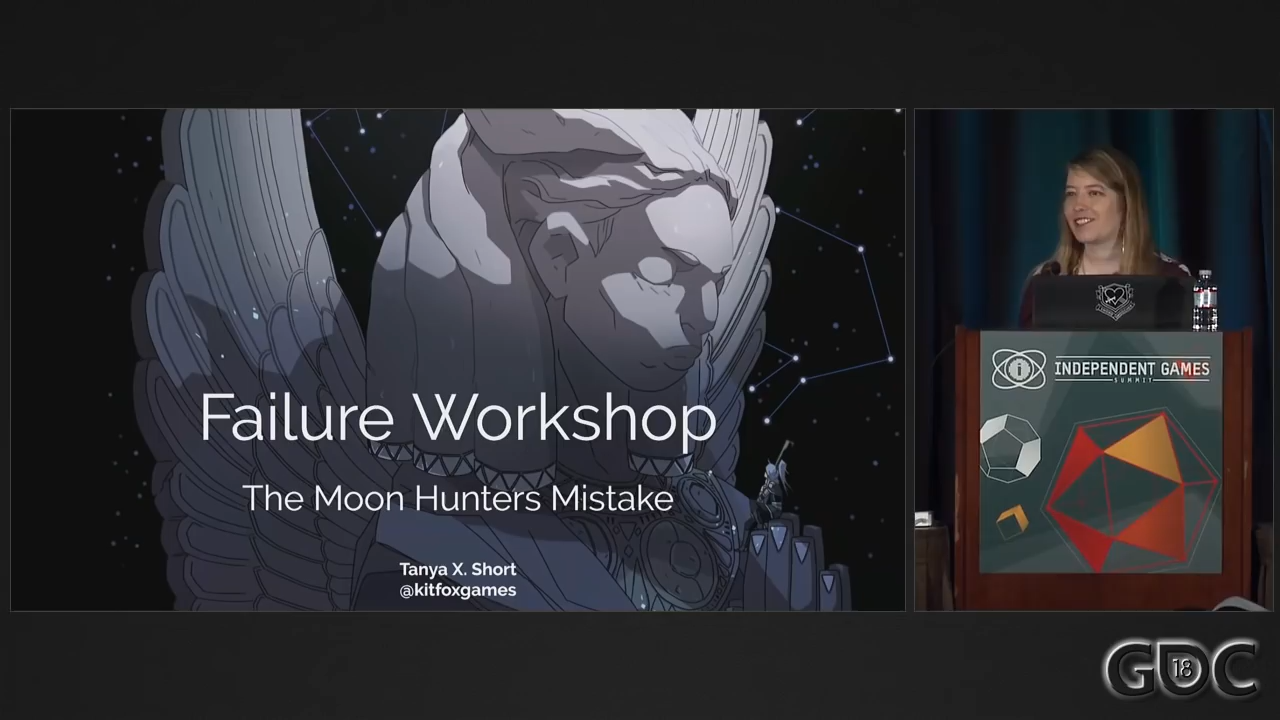 Failure Workshop
The Moon Hunters Mistake
Tanya X. Short
@kitfoxgames
INDEPENDENT GAMES
SUMMIT
GDC
18